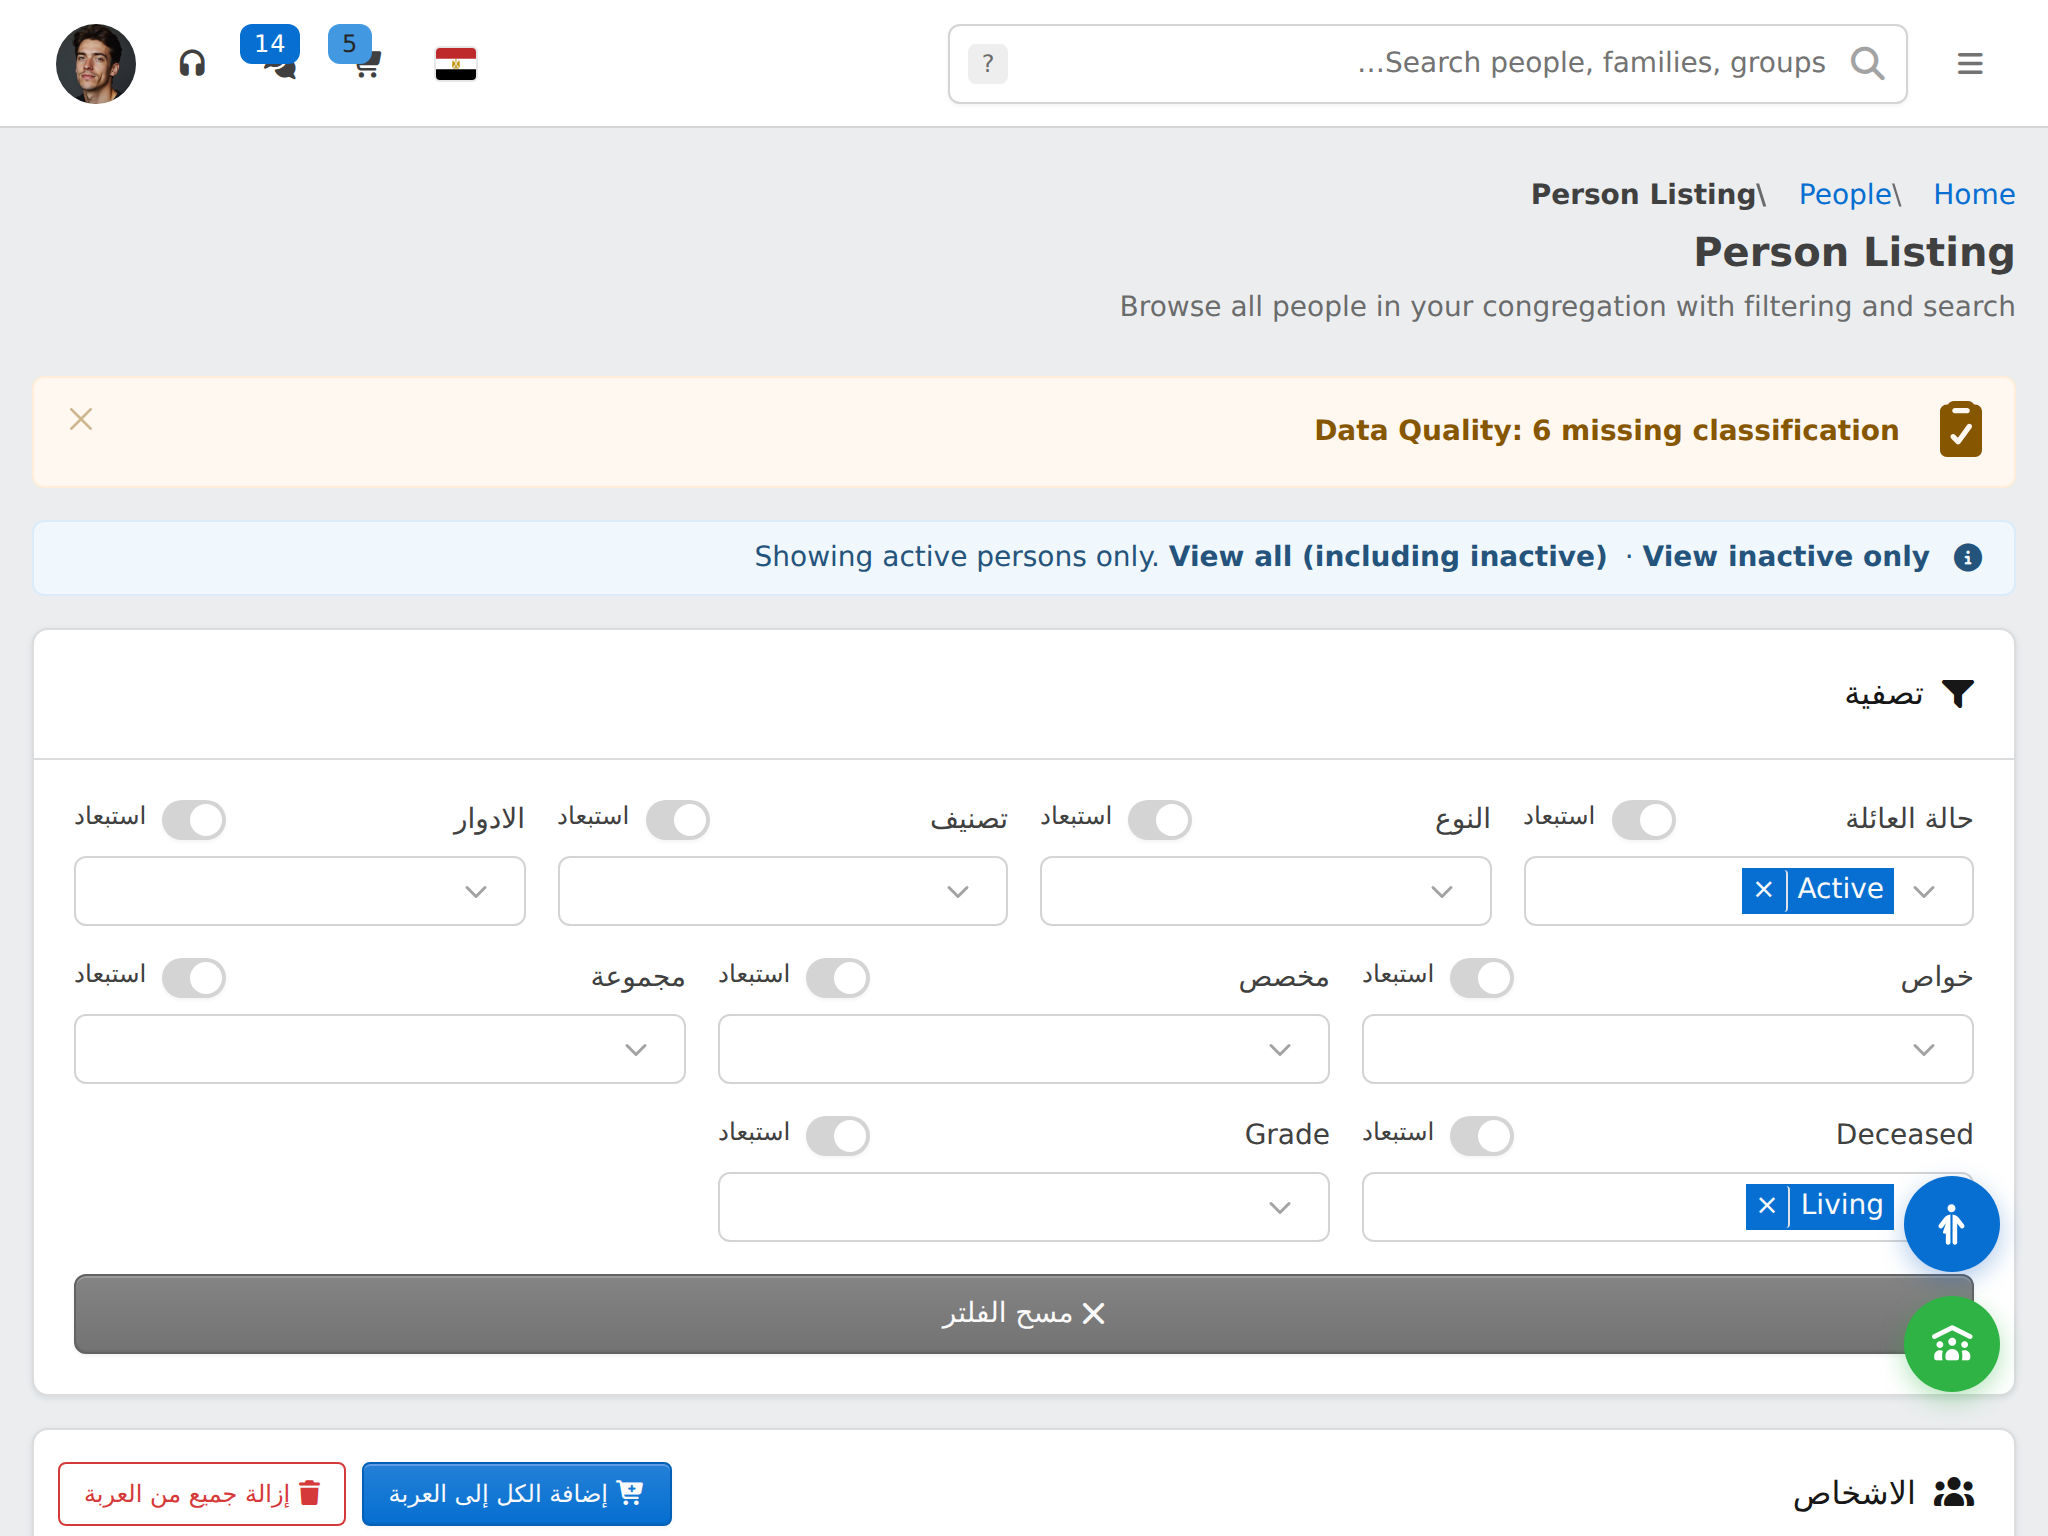 14
5
?
Search people, families, groups...
Home \ People \ Person Listing
Person Listing
Browse all people in your congregation with filtering and search
Data Quality: 6 missing classification
Showing active persons only. View all (including inactive) · View inactive only
تصفية
حالة العائلة استبعاد
النوع استبعاد
تصنيف استبعاد
الادوار استبعاد
Active ×
خواص استبعاد
مخصص استبعاد
مجموعة استبعاد
Deceased استبعاد
Grade استبعاد
Living ×
مسح الفلتر
الاشخاص
إضافة الكل إلى العربة
إزالة جميع من العربة